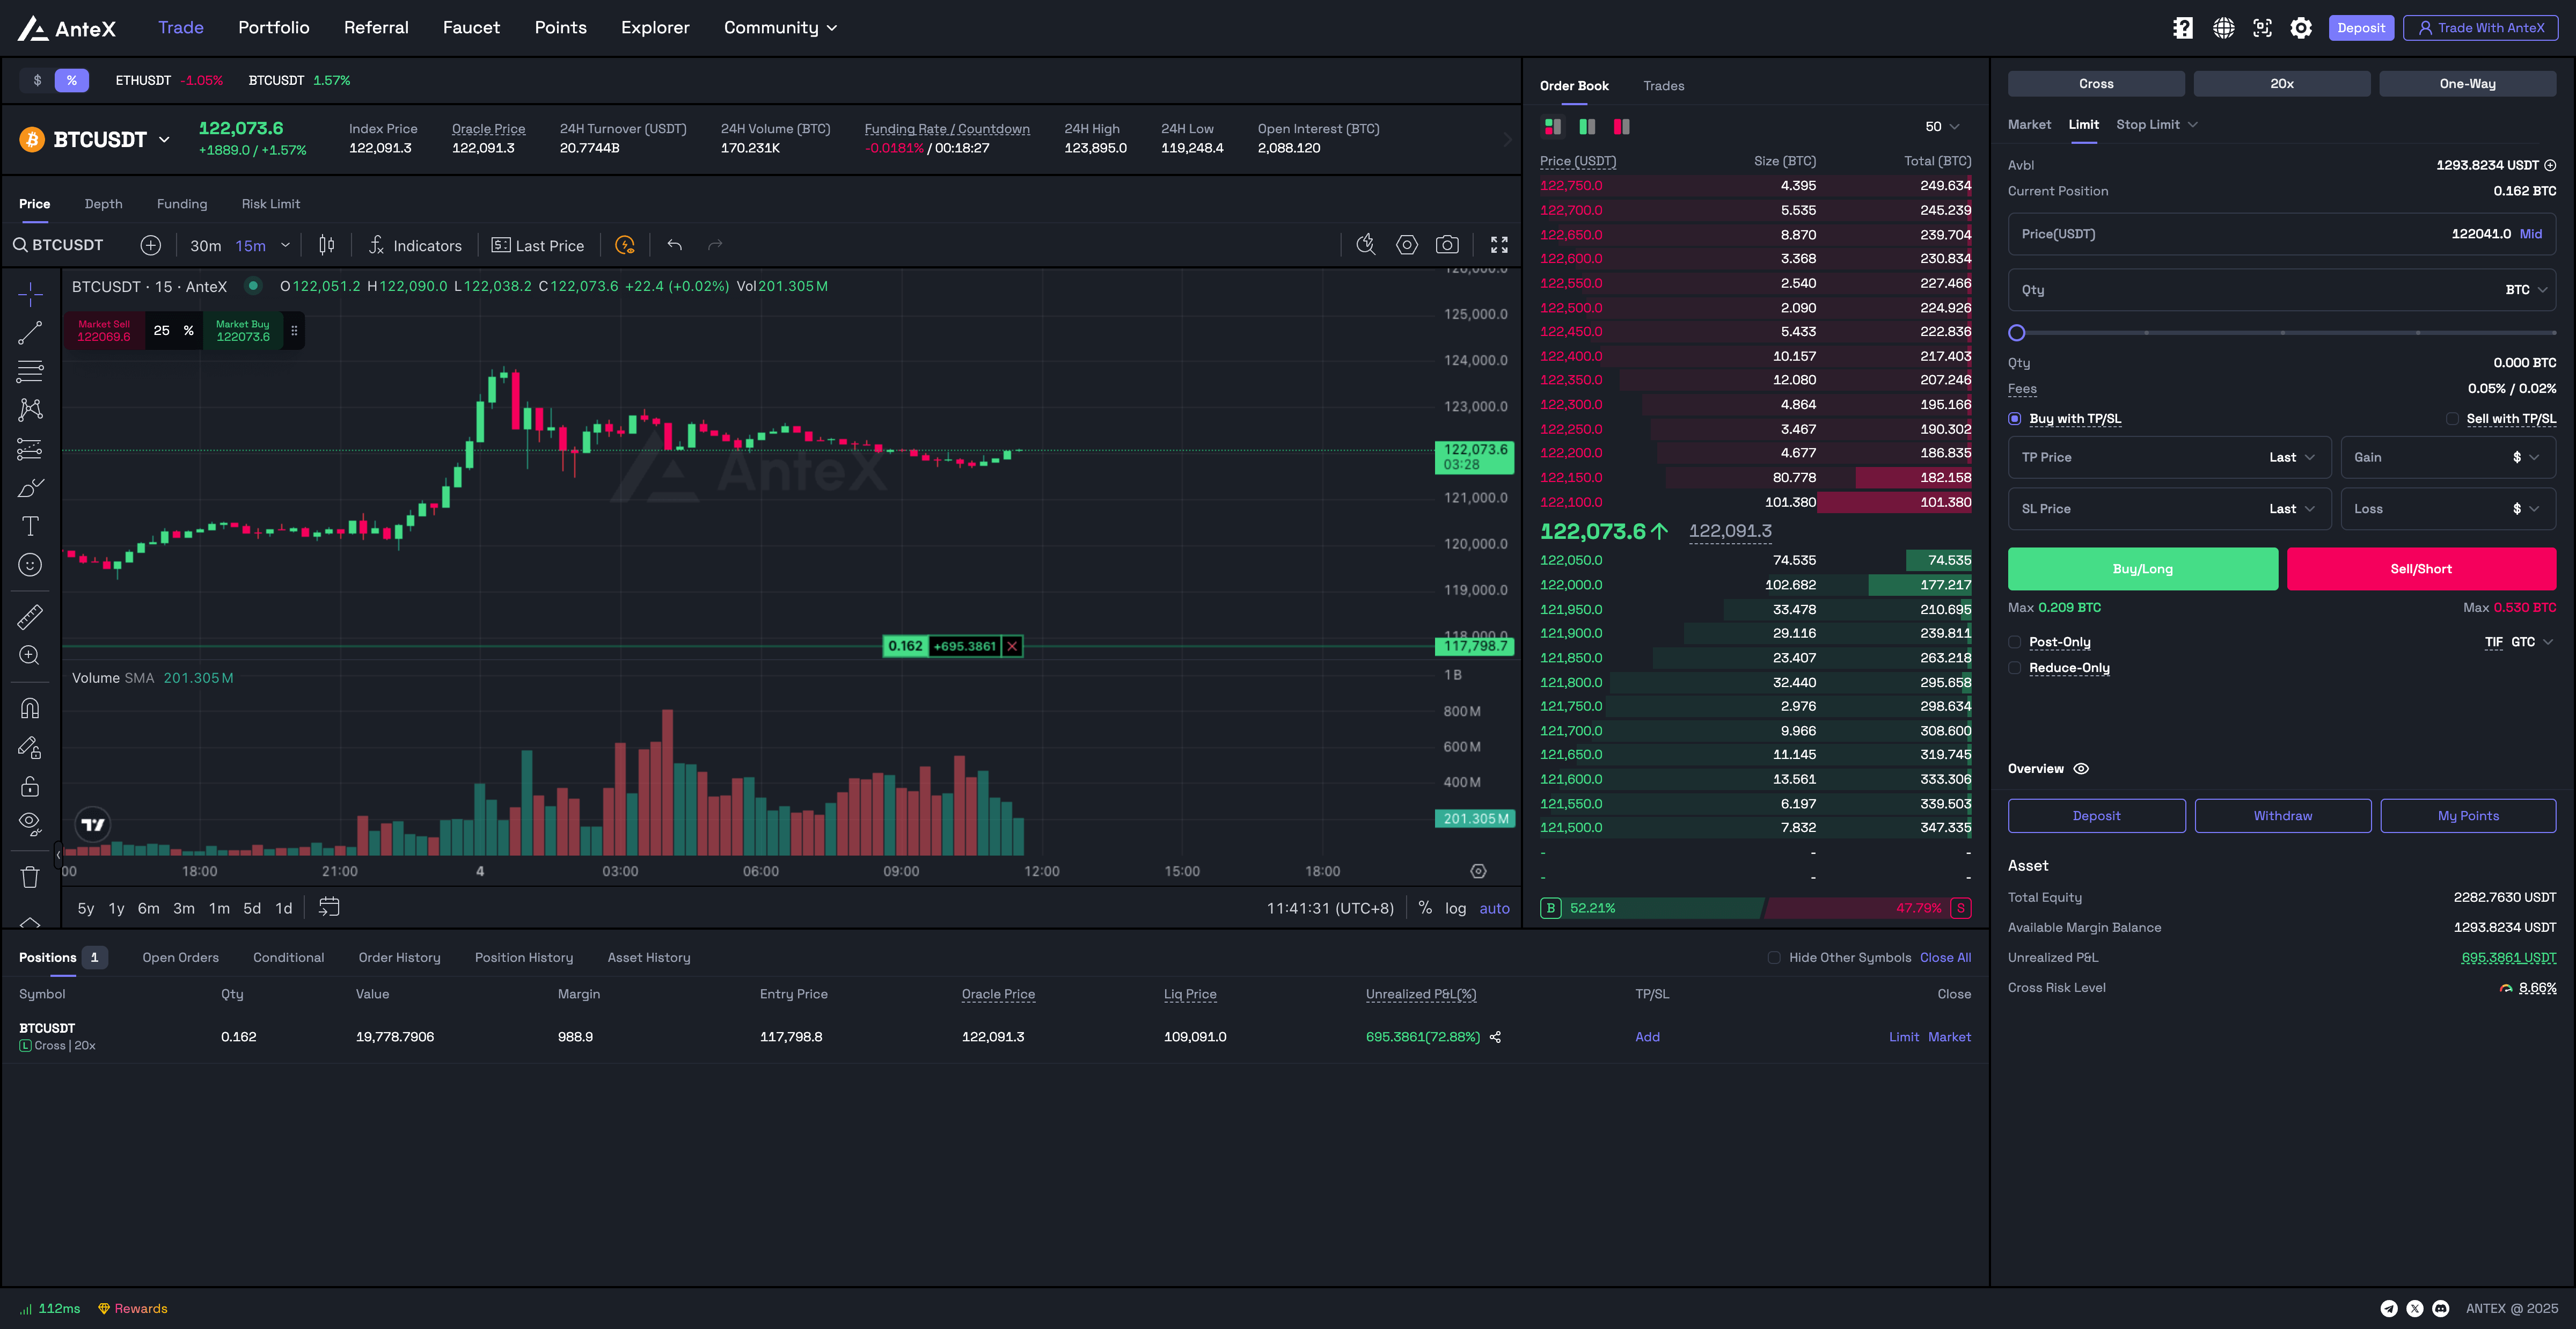 AnteX Trade Portfolio Referral Faucet Points Explorer Community Deposit Trade With AnteX
$ % ETHUSDT -1.05% BTCUSDT 1.57%
BTCUSDT
122,073.6
+1889.0 / +1.57%
Index Price
122,091.3
Oracle Price
122,091.3
24H Turnover (USDT)
20.7744B
24H Volume (BTC)
170.231K
Funding Rate / Countdown
-0.0181% / 00:18:27
24H High
123,895.0
24H Low
119,248.4
Open Interest (BTC)
2,088.120
Price Depth Funding Risk Limit
BTCUSDT 30m 15m Indicators Last Price
BTCUSDT · 15 · AnteX O122,051.2 H122,090.0 L122,038.2 C122,073.6 +22.4 (+0.02%) Vol201.305M
Market Sell
122069.6
25 %
Market Buy
122073.6
AnteX
126,000.0
125,000.0
124,000.0
123,000.0
122,073.6
03:28
121,000.0
120,000.0
119,000.0
118,000.0
117,798.7
0.162 +695.3861
Volume SMA 201.305M
1B
800M
600M
400M
201.305M
:00 18:00 21:00 4 03:00 06:00 09:00 12:00 15:00 18:00
5y 1y 6m 3m 1m 5d 1d 11:41:31 (UTC+8) % log auto
Order Book Trades
50
Price (USDT) Size (BTC) Total (BTC)
122,750.0 4.395 249.634
122,700.0 5.535 245.239
122,650.0 8.870 239.704
122,600.0 3.368 230.834
122,550.0 2.540 227.466
122,500.0 2.090 224.926
122,450.0 5.433 222.836
122,400.0 10.157 217.403
122,350.0 12.080 207.246
122,300.0 4.864 195.166
122,250.0 3.467 190.302
122,200.0 4.677 186.835
122,150.0 80.778 182.158
122,100.0 101.380 101.380
122,073.6↑ 122,091.3
122,050.0 74.535 74.535
122,000.0 102.682 177.217
121,950.0 33.478 210.695
121,900.0 29.116 239.811
121,850.0 23.407 263.218
121,800.0 32.440 295.658
121,750.0 2.976 298.634
121,700.0 9.966 308.600
121,650.0 11.145 319.745
121,600.0 13.561 333.306
121,550.0 6.197 339.503
121,500.0 7.832 347.335
- - -
- - -
B 52.21% 47.79% S
Cross 20x One-Way
Market Limit Stop Limit
Avbl 1293.8234 USDT
Current Position 0.162 BTC
Price(USDT) 122041.0 Mid
Qty BTC
Qty 0.000 BTC
Fees 0.05% / 0.02%
Buy with TP/SL Sell with TP/SL
TP Price Last Gain $
SL Price Last Loss $
Buy/Long Sell/Short
Max 0.209 BTC Max 0.530 BTC
Post-Only TIF GTC
Reduce-Only
Overview
Deposit Withdraw My Points
Asset
Total Equity 2282.7630 USDT
Available Margin Balance 1293.8234 USDT
Unrealized P&L 695.3861 USDT
Cross Risk Level 8.66%
Positions 1 Open Orders Conditional Order History Position History Asset History Hide Other Symbols Close All
Symbol Qty Value Margin Entry Price Oracle Price Liq Price Unrealized P&L(%) TP/SL Close
BTCUSDT
L Cross | 20x
0.162 19,778.7906 988.9 117,798.8 122,091.3 109,091.0 695.3861(72.88%) Add Limit Market
112ms Rewards ANTEX @ 2025